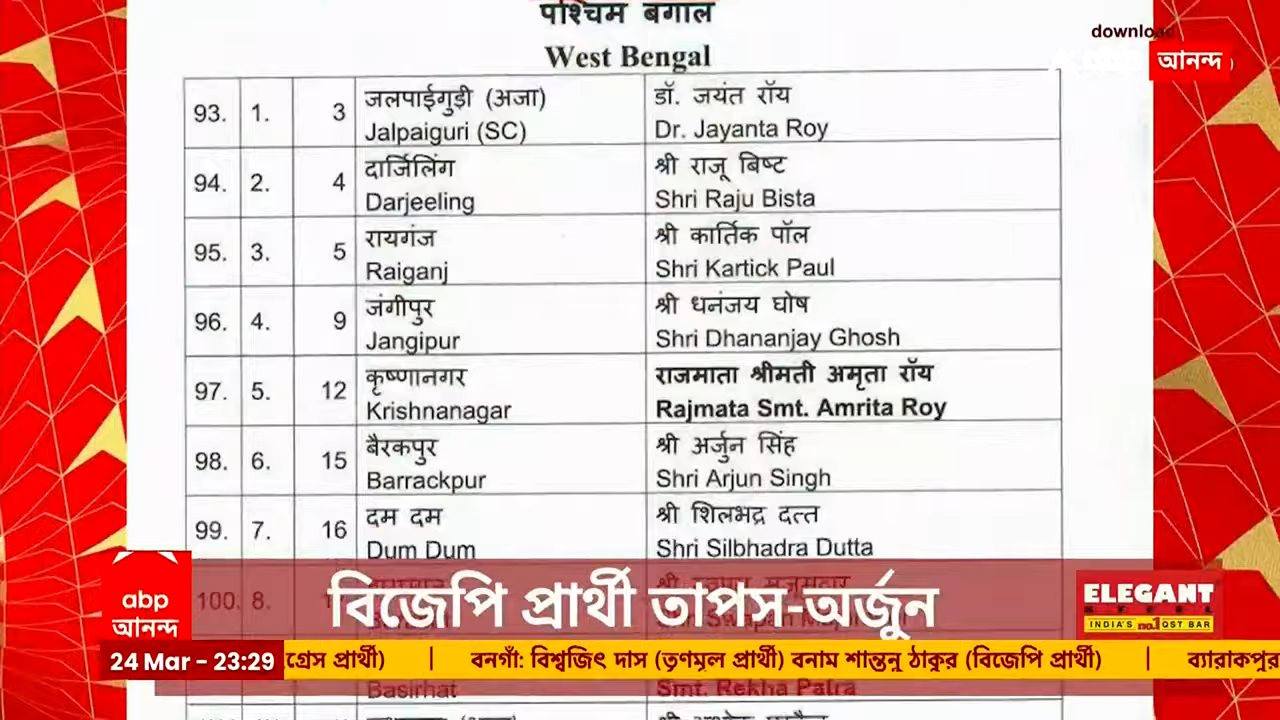 पश्चिम बंगाल
West Bengal
download
আনন্দ
93. 1. 3 जलपाईगुड़ी (अजा) डॉ. जयंत रॉय
Jalpaiguri (SC) Dr. Jayanta Roy
94. 2. 4 दार्जिलिंग श्री राजू बिष्ट
Darjeeling Shri Raju Bista
95. 3. 5 रायगंज श्री कार्तिक पॉल
Raiganj Shri Kartick Paul
96. 4. 9 जंगीपुर श्री धनंजय घोष
Jangipur Shri Dhananjay Ghosh
97. 5. 12 कृष्णानगर राजमाता श्रीमती अमृता रॉय
Krishnanagar Rajmata Smt. Amrita Roy
98. 6. 15 बैरकपुर श्री अर्जुन सिंह
Barrackpur Shri Arjun Singh
99. 7. 16 दम दम श्री शिलभद्र दत्त
Dum Dum Shri Silbhadra Dutta
100. 8.
বিজেপি প্রার্থী তাপস-অর্জুন
abp
আনন্দ
ELEGANT
STEEL
INDIA'S no.1 QST BAR
24 Mar - 23:29
গ্রেস প্রার্থী) | বনগাঁ: বিশ্বজিৎ দাস (তৃণমূল প্রার্থী) বনাম শান্তনু ঠাকুর (বিজেপি প্রার্থী) | ব্যারাকপুর
Basirhat Smt. Rekha Patra